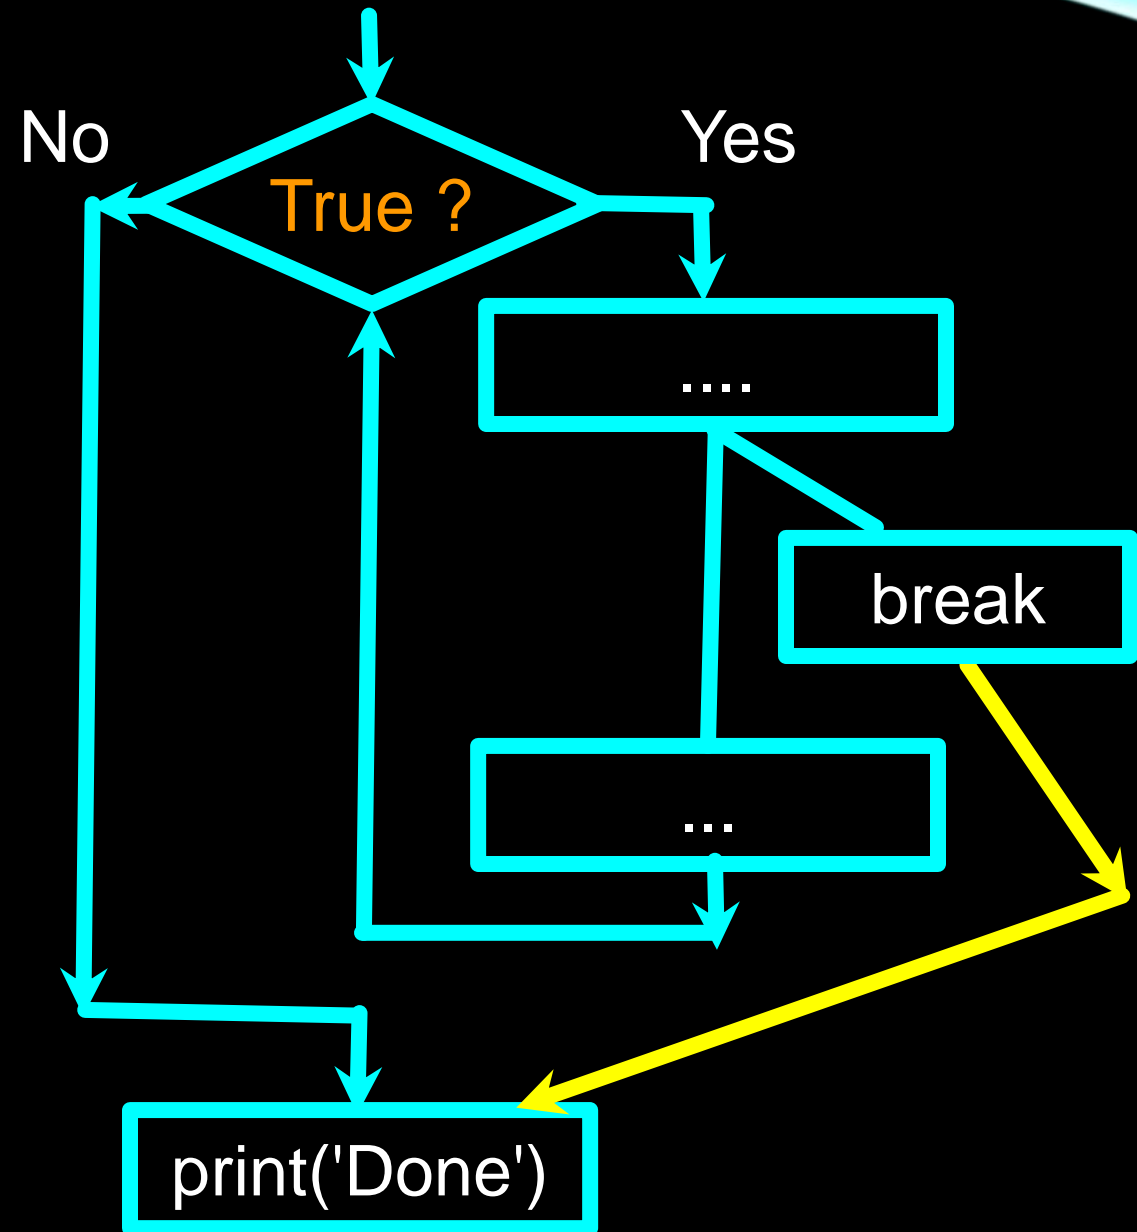 No
Yes
True ?
....
break
...
print('Done')